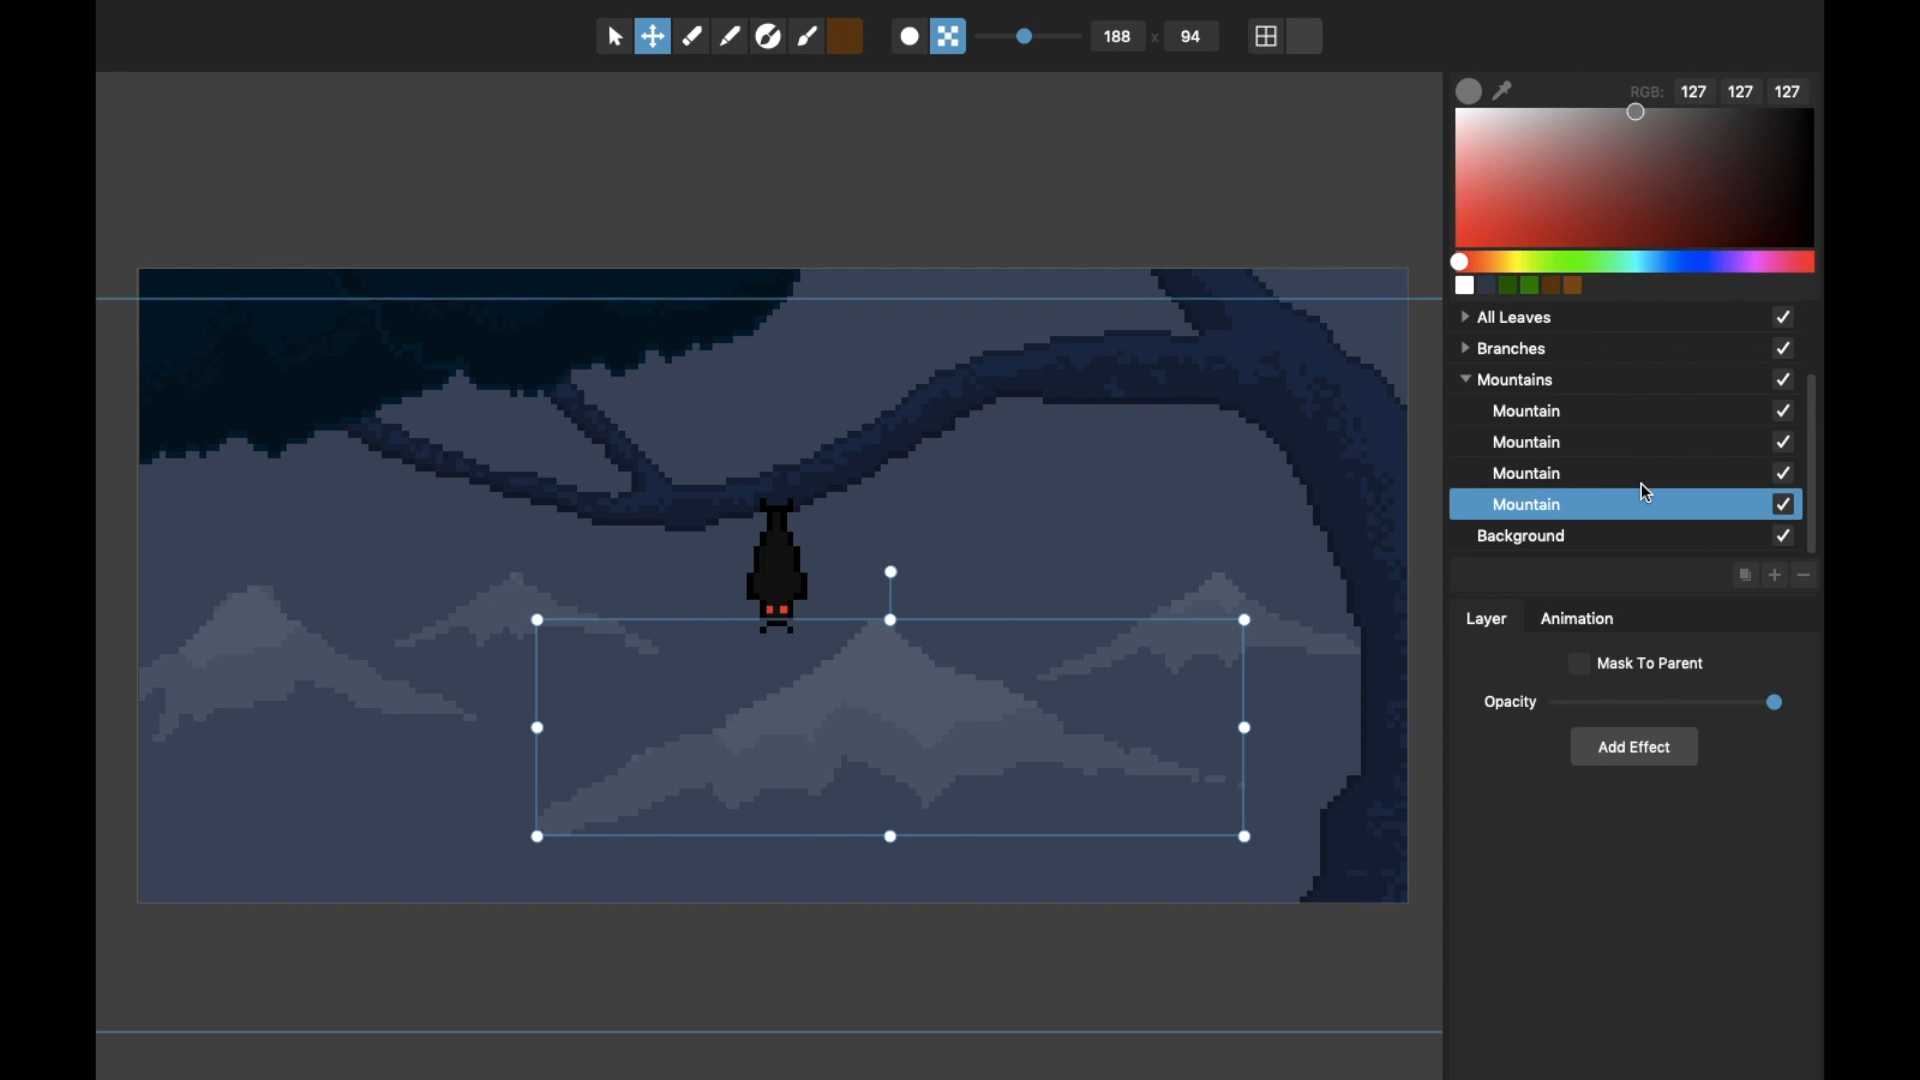 188 x 94
RGB: 127 127 127
All Leaves
Branches
Mountains
Mountain
Mountain
Mountain
Mountain
Background
Layer Animation
Mask To Parent
Opacity
Add Effect